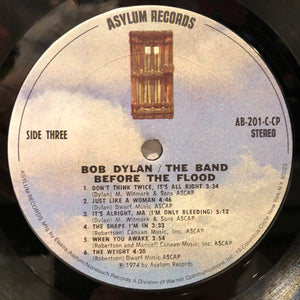 ASYLUM RECORDS
AB-201-C-CP
SIDE THREE
STEREO
BOB DYLAN / THE BAND
BEFORE THE FLOOD
1. DON'T THINK TWICE, IT'S ALL RIGHT 3:34
(Dylan) M. Witmark & Sons ASCAP
2. JUST LIKE A WOMAN 4:06
(Dylan) Dwarf Music ASCAP
3. IT'S ALRIGHT, MA (I'M ONLY BLEEDING) 5:12
(Dylan) M. Witmark & Sons ASCAP
4. THE SHAPE I'M IN 3:33
(Robertson) Canaan Music Inc. ASCAP
5. WHEN YOU AWAKE 2:54
(Robertson and Manuel) Canaan Music Inc. ASCAP
6. THE WEIGHT 4:20
(Robertson) Dwarf Music ASCAP
℗ 1974 by Asylum Records